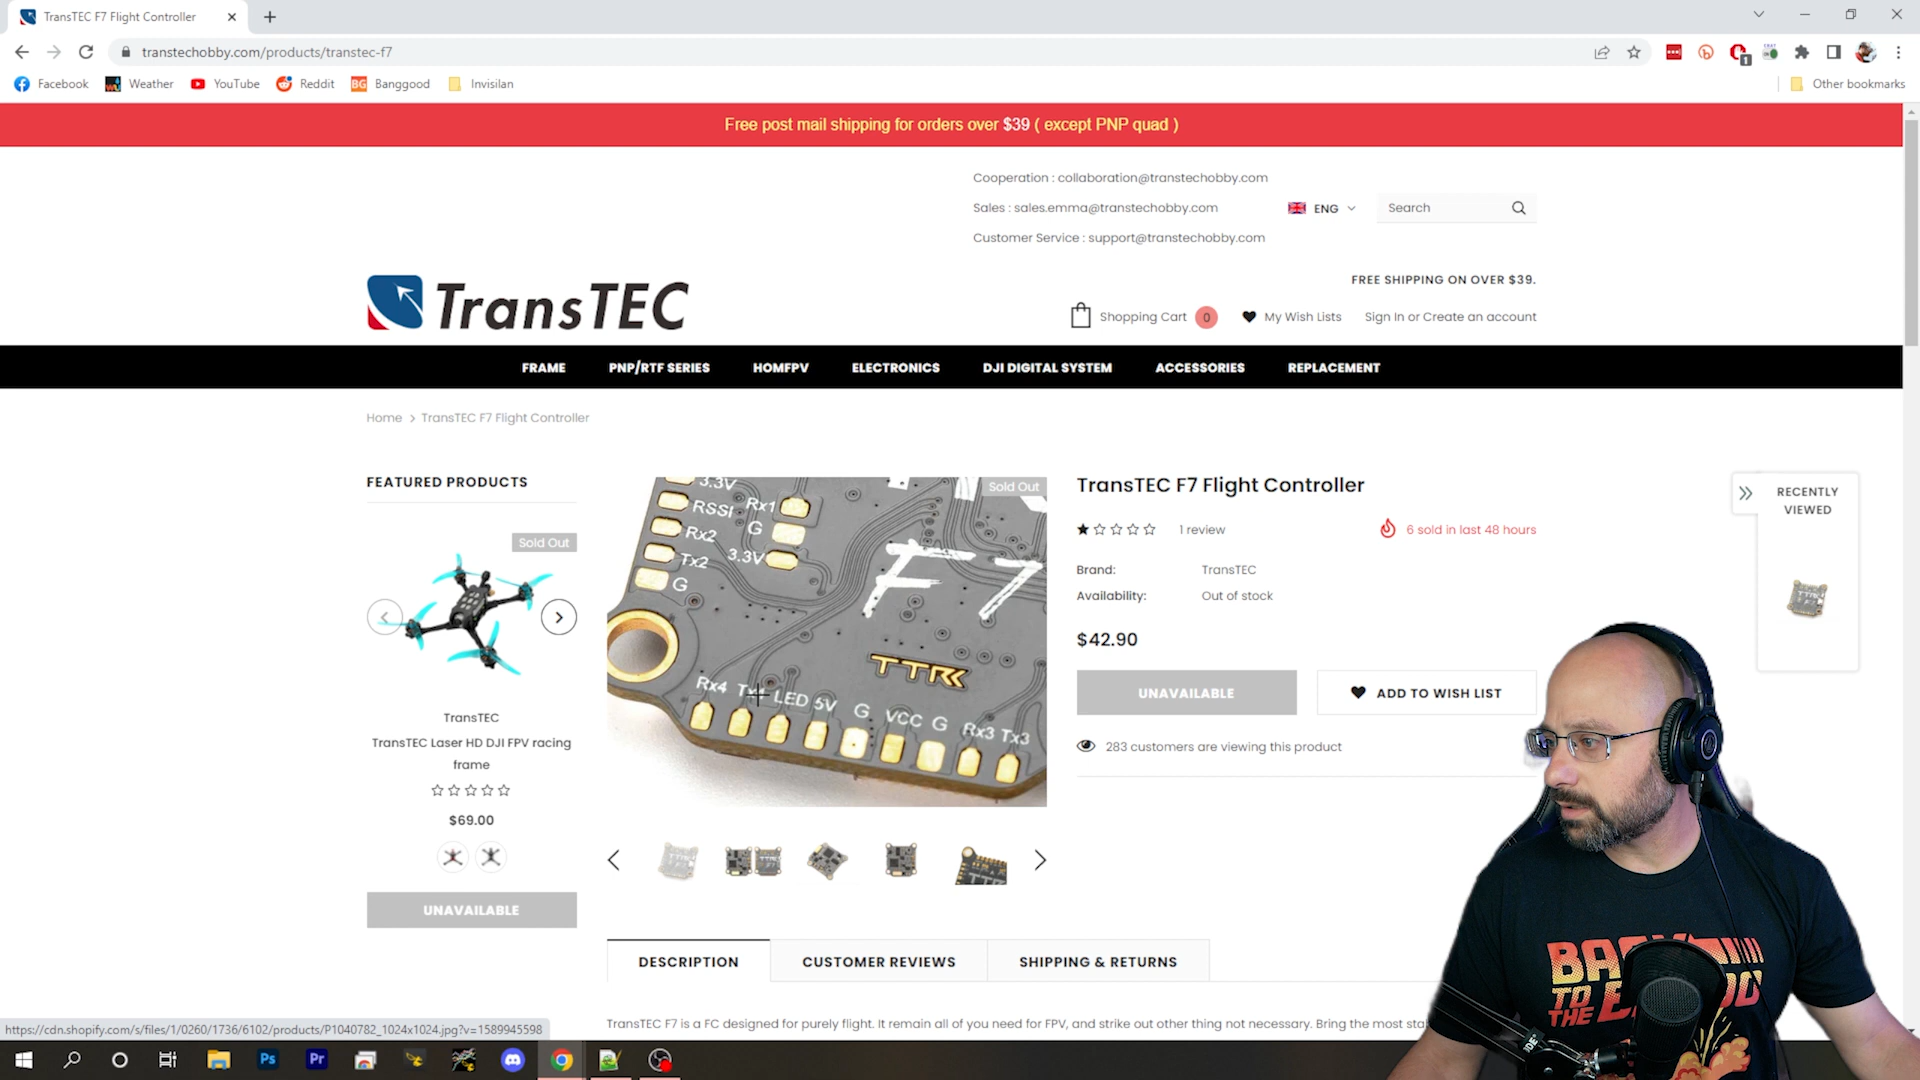 TransTEC F7 Flight Controller
transtechobby.com/products/transtec-f7
Facebook
Weather
YouTube
Reddit
BG
Banggood
Invisilan
Other bookmarks
Free post mail shipping for orders over $39 ( except PNP quad )
Cooperation : collaboration@transtechobby.com
Sales : sales.emma@transtechobby.com
Customer Service : support@transtechobby.com
ENG
Search
TransTEC
FREE SHIPPING ON OVER $39.
Shopping Cart 0
My Wish Lists
Sign In or Create an account
FRAME
PNP/RTF SERIES
HOMFPV
ELECTRONICS
DJI DIGITAL SYSTEM
ACCESSORIES
REPLACEMENT
Home > TransTEC F7 Flight Controller
FEATURED PRODUCTS
Sold Out
TransTEC
TransTEC Laser HD DJI FPV racing
frame
$69.00
UNAVAILABLE
Sold Out
3.3V
RSSI Rx1
Rx2 G
Tx2 3.3V
G
F7
TTRC
Rx4 LED 5V G VCC G Rx3 Tx3
TransTEC F7 Flight Controller
1 review
6 sold in last 48 hours
Brand: TransTEC
Availability: Out of stock
$42.90
UNAVAILABLE
ADD TO WISH LIST
283 customers are viewing this product
RECENTLY
VIEWED
DESCRIPTION
CUSTOMER REVIEWS
SHIPPING & RETURNS
TransTEC F7 is a FC designed for purely flight. It remain all of you need for FPV, and strike out other thing not necessary. Bring the most
https://cdn.shopify.com/s/files/1/0260/1736/6102/products/P1040782_1024x1024.jpg?v=1589945598
Ps
Pr
BACK
TO THE